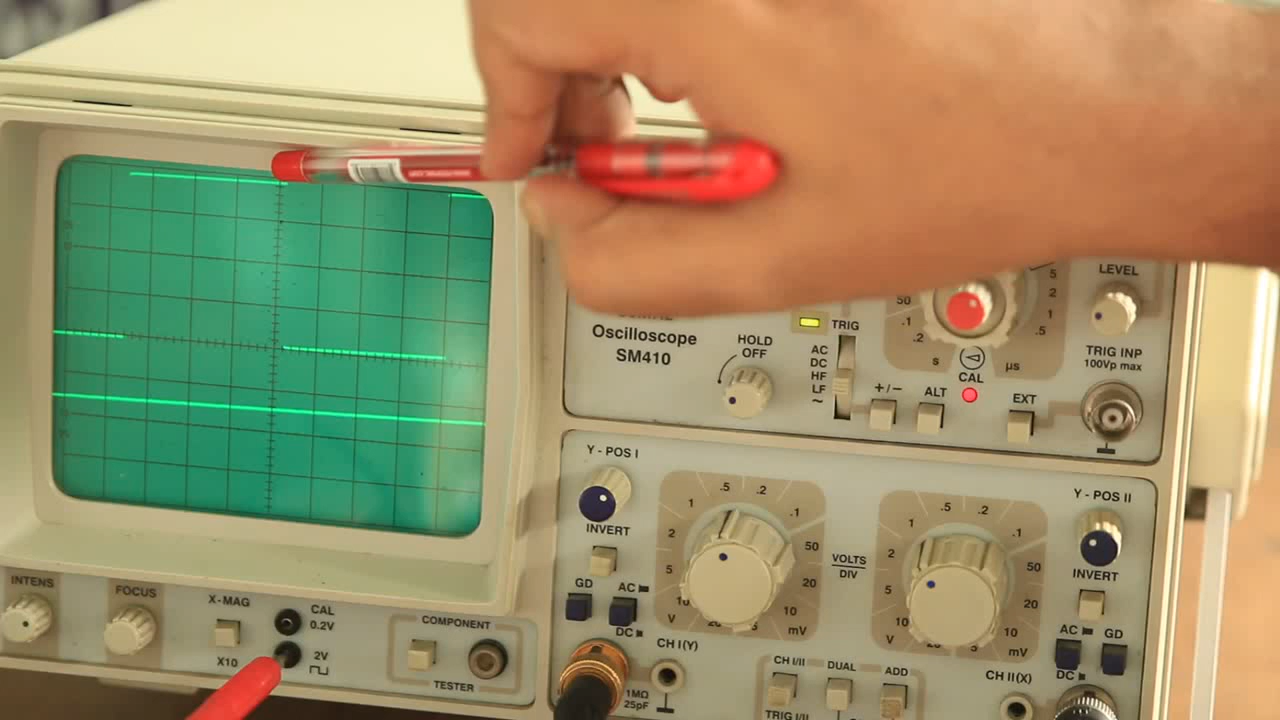 LEVEL
5
2
1
.5
µs
50
.1
.2
s
Oscilloscope
SM410
HOLD
OFF
TRIG
AC
DC
HF
LF
~
+/−
ALT
CAL
EXT
TRIG INP
100Vp max
Y - POS I
INVERT
GD
AC
DC
5
2
1
.5
.2
.1
50
20
10
mV
VOLTS
DIV
V
10
5
2
1
.5
.2
.1
50
20
10
mV
Y - POS II
INVERT
AC
GD
DC
INTENS
FOCUS
X-MAG
X10
CAL
0.2V
2V
COMPONENT
TESTER
1MΩ
25pF
CH I(Y)
CH I/II
TRIG I/II
DUAL
ADD
CH II(X)